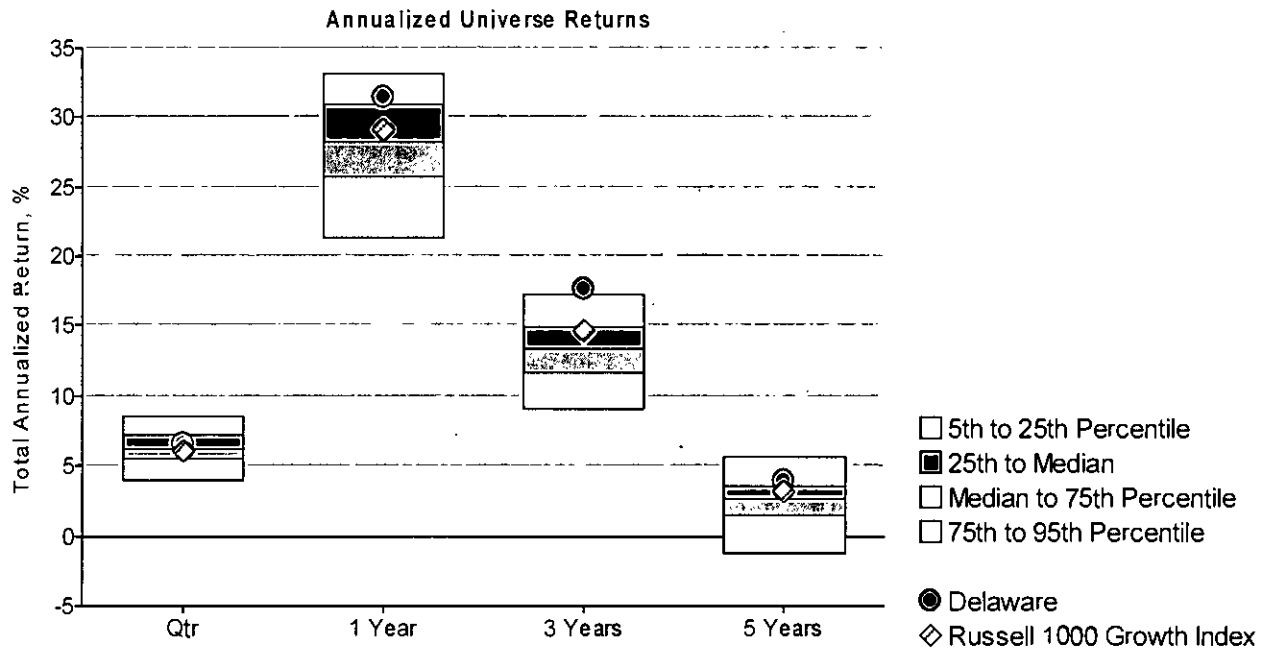 Annualized Universe Returns
Total Annualized Return, %
35
30
25
20
15
10
5
0
-5
Qtr
1 Year
3 Years
5 Years
5th to 25th Percentile
25th to Median
Median to 75th Percentile
75th to 95th Percentile
Delaware
Russell 1000 Growth Index